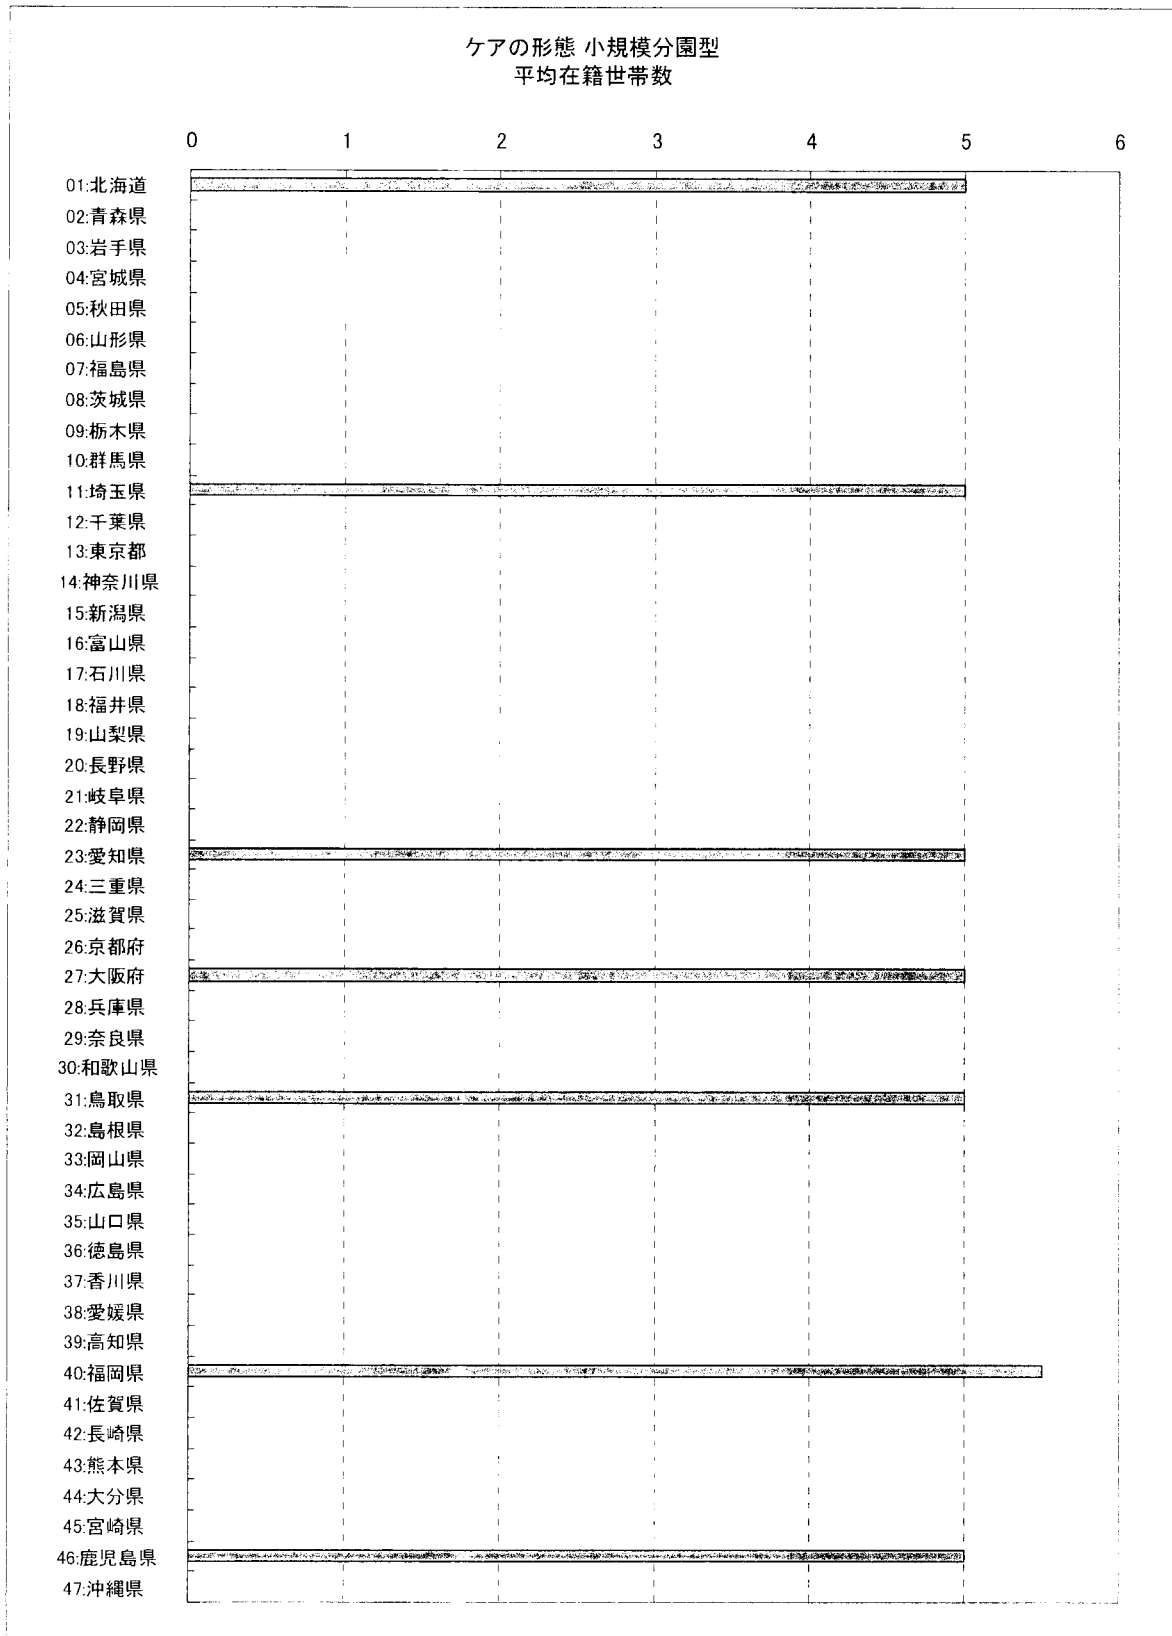 ケアの形態 小規模分園型
平均在籍世帯数
0 1 2 3 4 5 6
01:北海道
02:青森県
03:岩手県
04:宮城県
05:秋田県
06:山形県
07:福島県
08:茨城県
09:栃木県
10:群馬県
11:埼玉県
12:千葉県
13:東京都
14:神奈川県
15:新潟県
16:富山県
17:石川県
18:福井県
19:山梨県
20:長野県
21:岐阜県
22:静岡県
23:愛知県
24:三重県
25:滋賀県
26:京都府
27:大阪府
28:兵庫県
29:奈良県
30:和歌山県
31:鳥取県
32:島根県
33:岡山県
34:広島県
35:山口県
36:徳島県
37:香川県
38:愛媛県
39:高知県
40:福岡県
41:佐賀県
42:長崎県
43:熊本県
44:大分県
45:宮崎県
46:鹿児島県
47:沖縄県